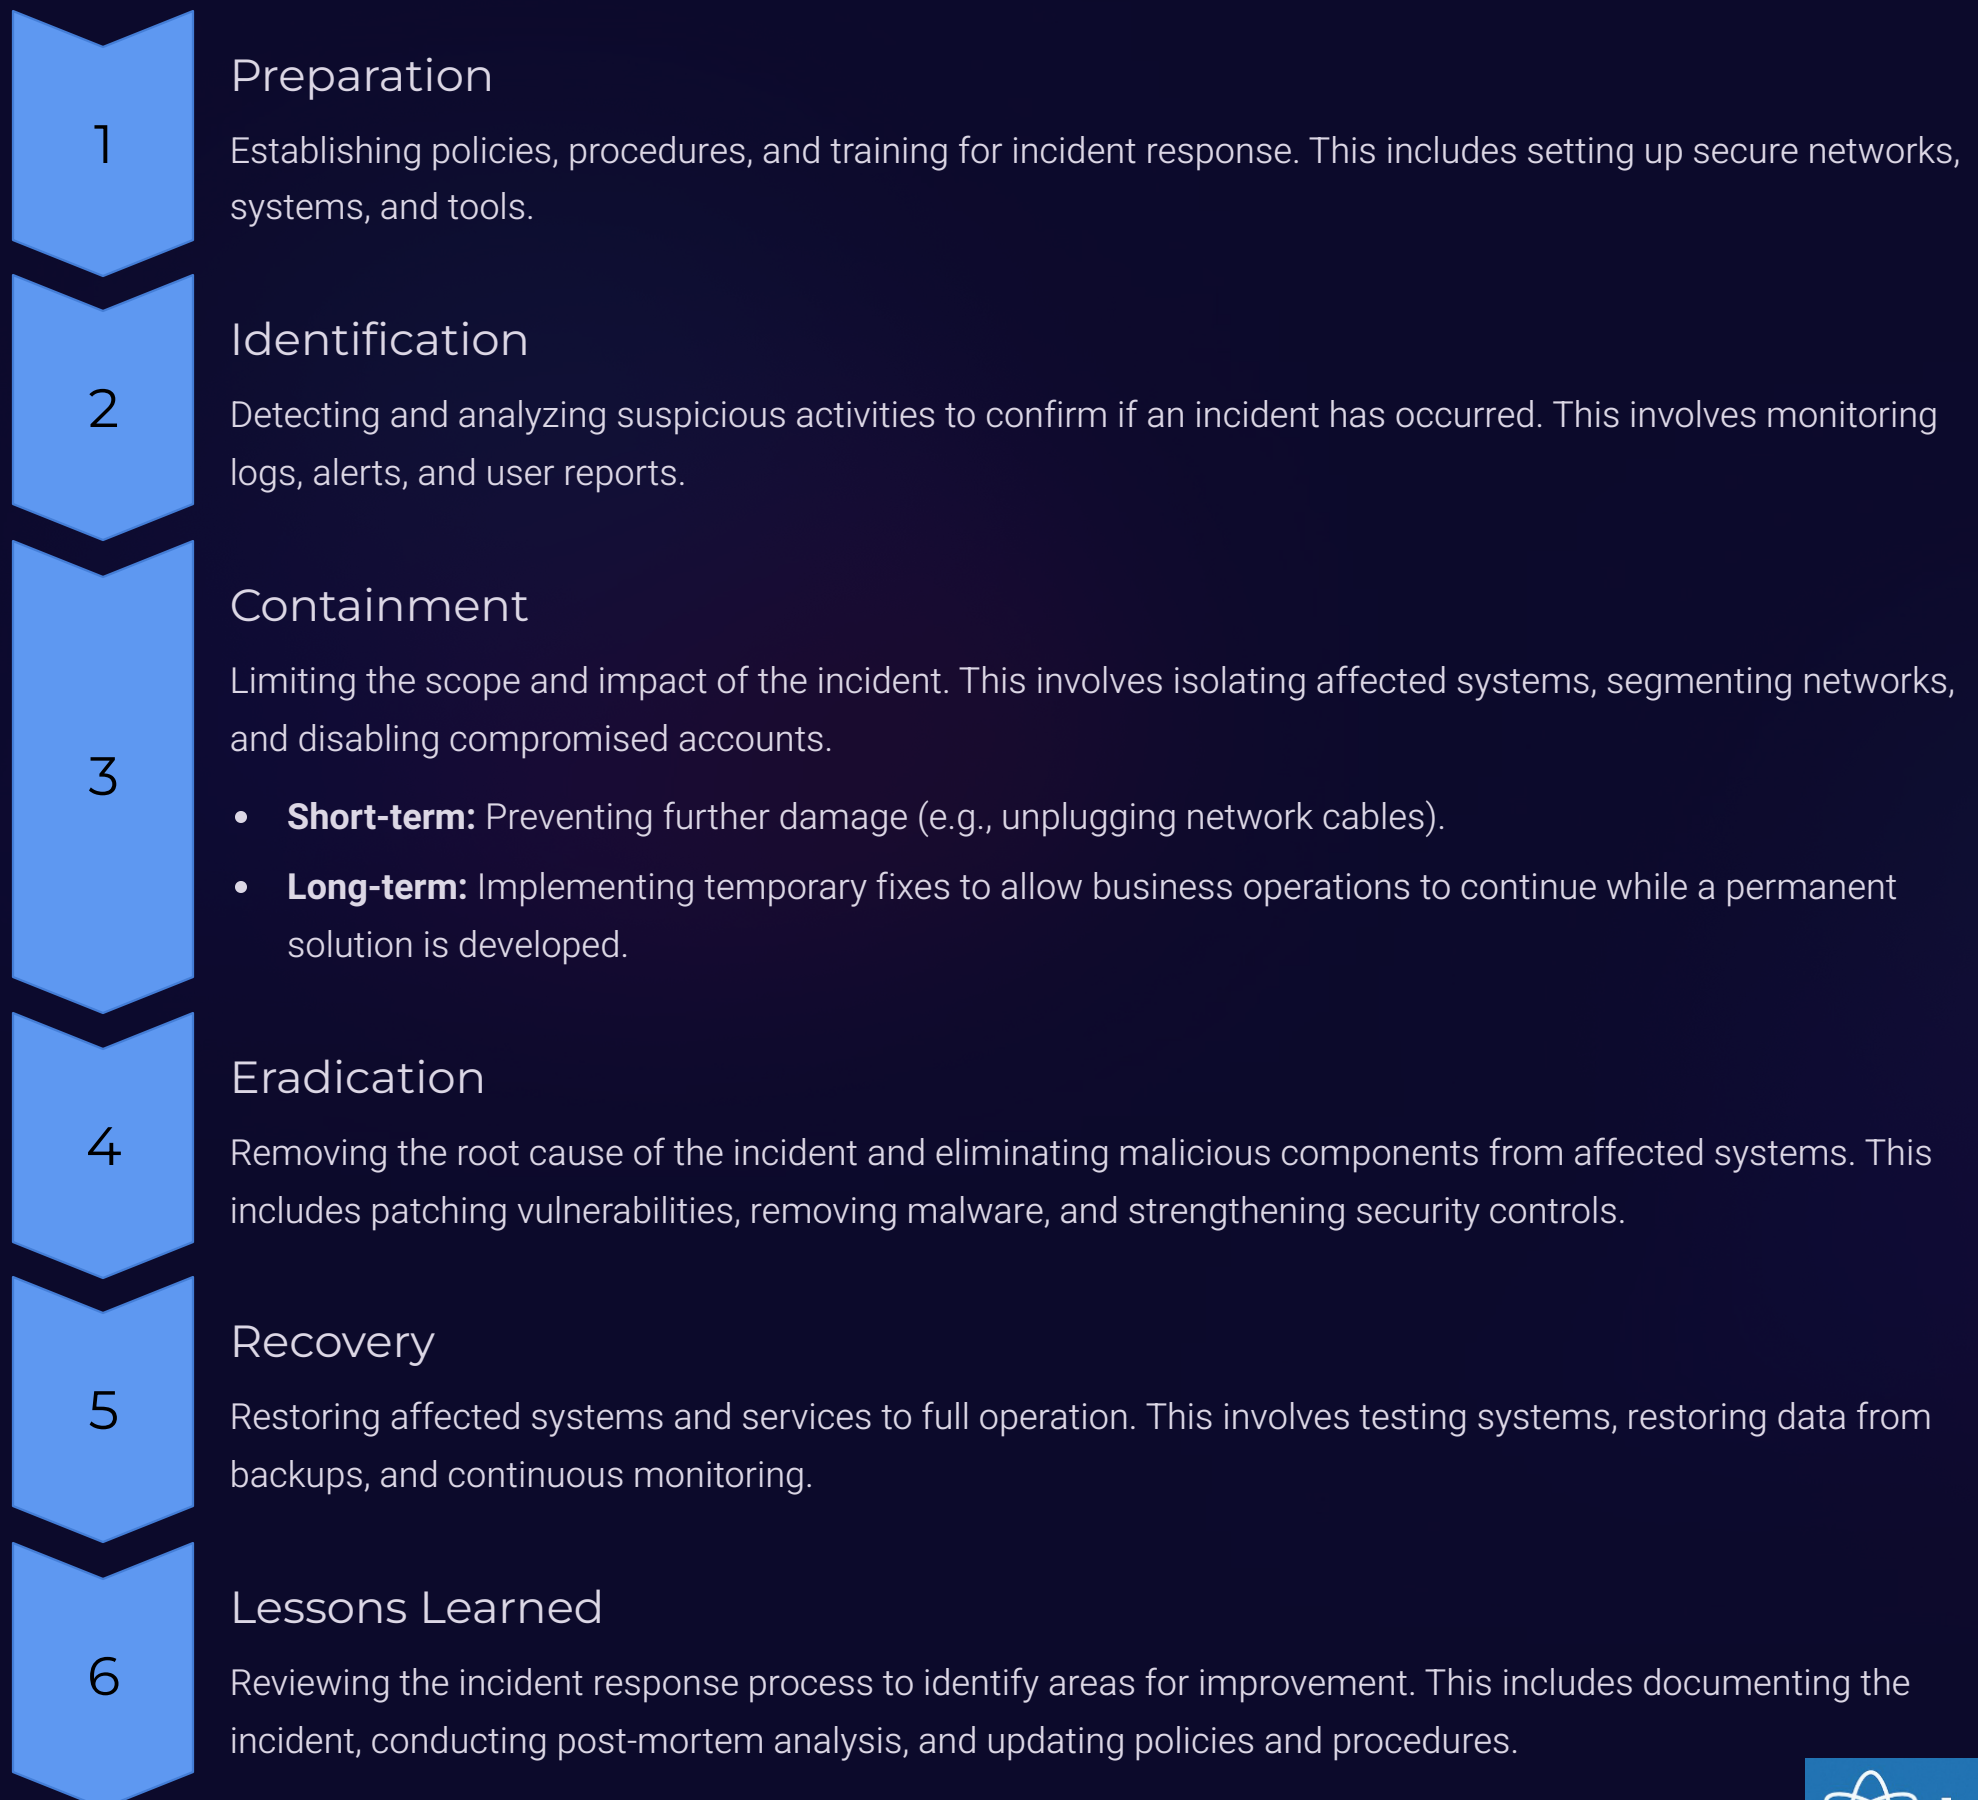 1
Preparation
Establishing policies, procedures, and training for incident response. This includes setting up secure networks,
systems, and tools.
2
Identification
Detecting and analyzing suspicious activities to confirm if an incident has occurred. This involves monitoring
logs, alerts, and user reports.
3
Containment
Limiting the scope and impact of the incident. This involves isolating affected systems, segmenting networks,
and disabling compromised accounts.
• Short-term: Preventing further damage (e.g., unplugging network cables).
• Long-term: Implementing temporary fixes to allow business operations to continue while a permanent
solution is developed.
4
Eradication
Removing the root cause of the incident and eliminating malicious components from affected systems. This
includes patching vulnerabilities, removing malware, and strengthening security controls.
5
Recovery
Restoring affected systems and services to full operation. This involves testing systems, restoring data from
backups, and continuous monitoring.
6
Lessons Learned
Reviewing the incident response process to identify areas for improvement. This includes documenting the
incident, conducting post-mortem analysis, and updating policies and procedures.